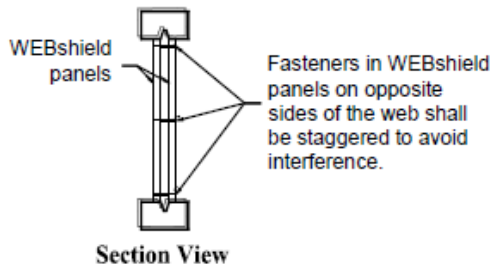 WEBshield
panels
Fasteners in WEBshield
panels on opposite
sides of the web shall
be staggered to avoid
interference.
Section View